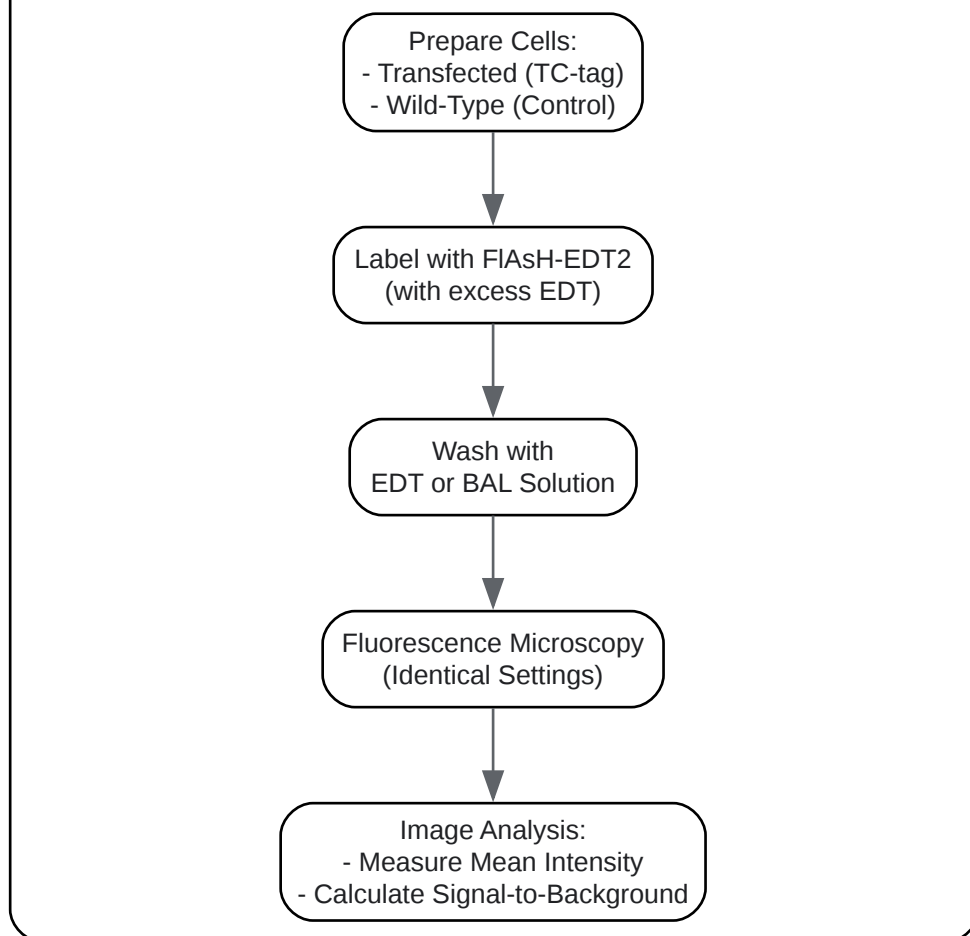 Prepare Cells:
- Transfected (TC-tag)
- Wild-Type (Control)
Label with FlAsH-EDT2
(with excess EDT)
Wash with
EDT or BAL Solution
Fluorescence Microscopy
(Identical Settings)
Image Analysis:
- Measure Mean Intensity
- Calculate Signal-to-Background